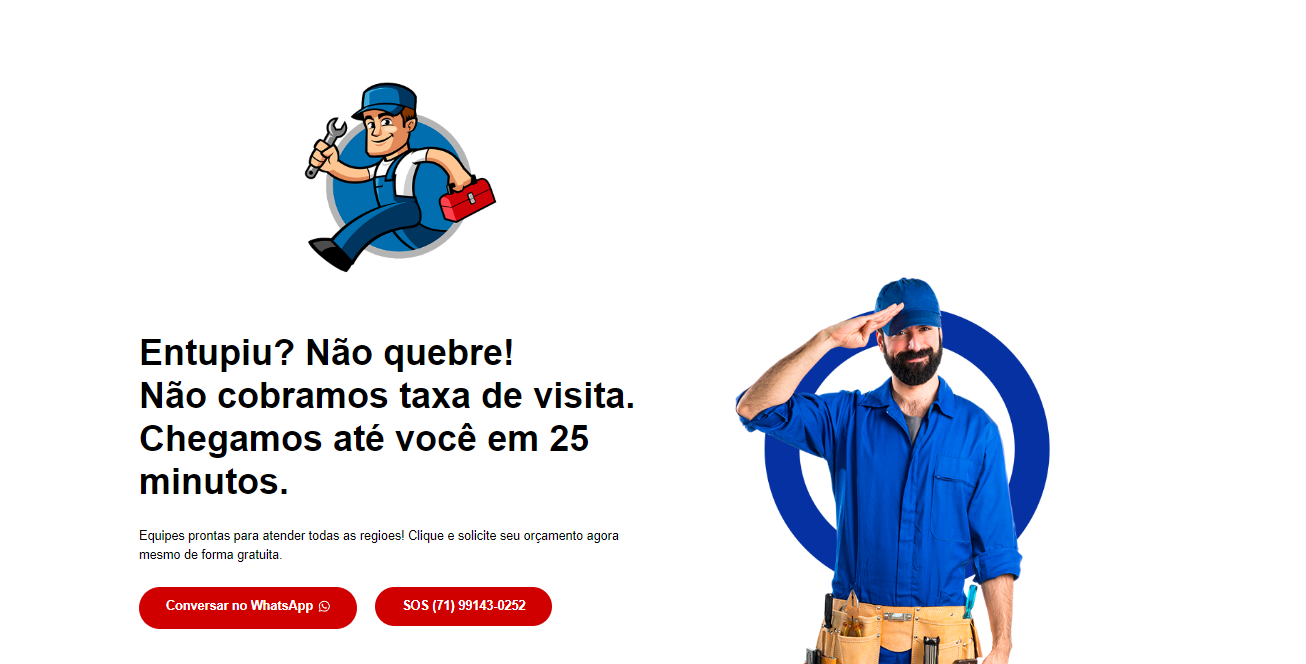 Entupiu? Não quebre!
Não cobramos taxa de visita.
Chegamos até você em 25
minutos.
Equipes prontas para atender todas as regioes! Clique e solicite seu orçamento agora
mesmo de forma gratuita.
Conversar no WhatsApp
SOS (71) 99143-0252